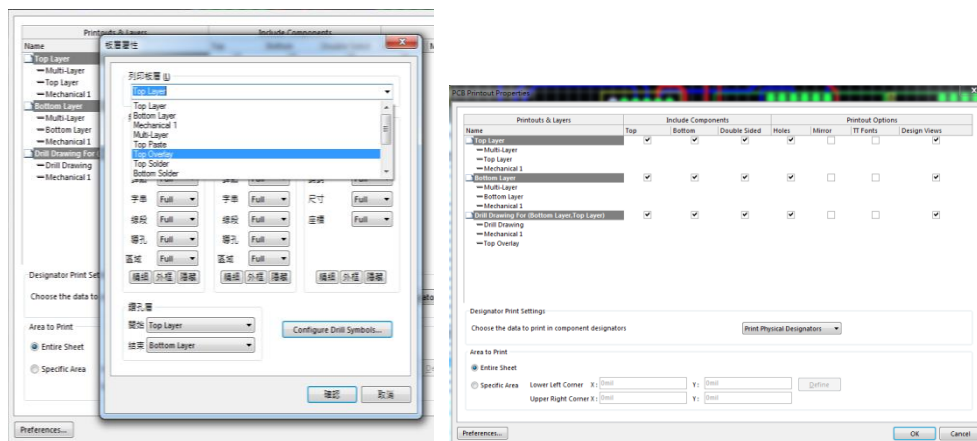 Printouts & Layers
Include Components
Name
板層屬性
Top Layer
Multi-Layer
Top Layer
Mechanical 1
Bottom Layer
Multi-Layer
Bottom Layer
Mechanical 1
Drill Drawing For (
Drill Drawing
Mechanical 1
列印板層 (L)
Top Layer
Top Layer
Bottom Layer
Mechanical 1
Multi-Layer
Top Paste
Top Overlay
Top Solder
Bottom Solder
字串 Full 字串 Full 尺寸 Full
線段 Full 線段 Full 座標 Full
導孔 Full 導孔 Full
區域 Full 區域 Full
外框 隱藏 外框 隱藏 外框 隱藏
鑽孔層
開始 Top Layer
結束 Bottom Layer
Configure Drill Symbols...
確認 取消
Designator Print Set
Choose the data to
Area to Print
Entire Sheet
Specific Area
Preferences...
PCB Printout Properties
Printouts & Layers Include Components Printout Options
Name Top Bottom Double Sided Holes Mirror TT Fonts Design Views
Top Layer
Multi-Layer
Top Layer
Mechanical 1
Bottom Layer
Multi-Layer
Bottom Layer
Mechanical 1
Drill Drawing For (Bottom Layer,Top Layer)
Drill Drawing
Mechanical 1
Top Overlay
Designator Print Settings
Choose the data to print in component designators Print Physical Designators
Area to Print
Entire Sheet
Specific Area Lower Left Corner X: 0mil Y: 0mil Define
Upper Right Corner X: 0mil Y: 0mil
Preferences... OK Cancel